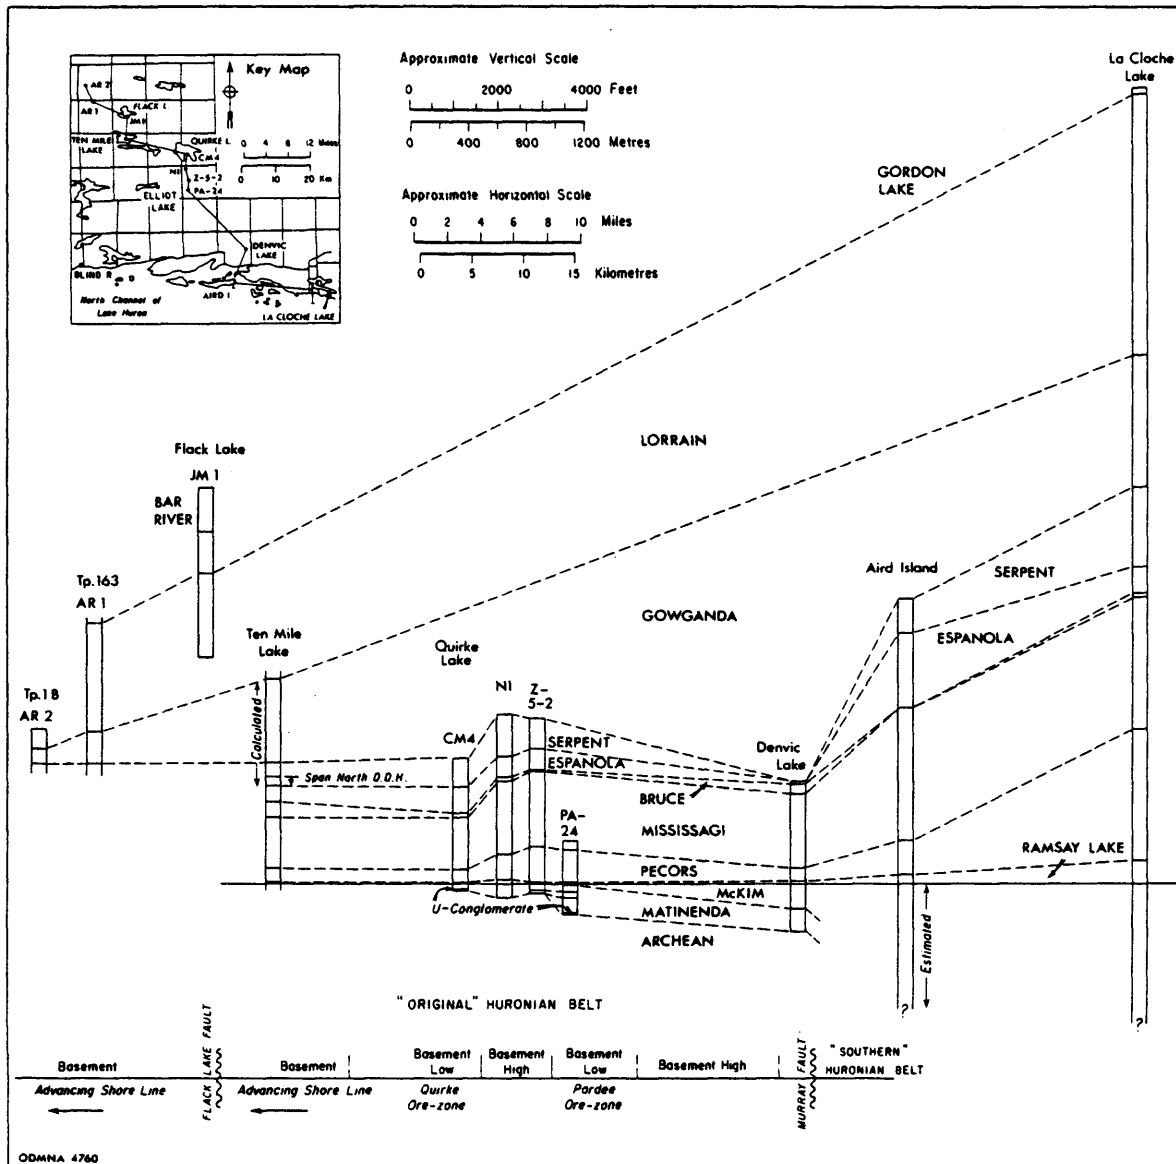 Key Map
AR 2
AR 1
FLACK L.
JM 1
TEN MILE
LAKE
QUIRKE L.
CM 4
N1
Z-5-2
PA-24
ELLIOT
LAKE
0 4 8 12 Miles
0 10 20 Km
DENVIC
LAKE
BLIND R.
AIRD I.
North Channel of
Lake Huron
LA CLOCHE LAKE
Approximate Vertical Scale
0 2000 4000 Feet
0 400 800 1200
Metres
Approximate Horizontal Scale
0 2 4 6 8 10 Miles
0 5 10 15
Kilometres
La Cloche
Lake
GORDON
LAKE
LORRAIN
Flack Lake
JM 1
BAR
RIVER
Tp.163
AR 1
Ten Mile
Lake
Tp.1B
AR 2
Calculated
Span North D.D.H.
Quirke
Lake
CM4
N1
Z-
5-2
GOWGANDA
Aird Island
SERPENT
ESPANOLA
SERPENT
ESPANOLA
Denvic
Lake
BRUCE
PA-
24
MISSISSAGI
PECORS
RAMSAY LAKE
McKIM
U-Conglomerate
MATINENDA
ARCHEAN
Estimated
?
?
"ORIGINAL" HURONIAN BELT
FLACK LAKE FAULT
MURRAY FAULT
"SOUTHERN"
HURONIAN BELT
Basement
Basement
Basement
Low
Basement
High
Basement
Low
Basement High
Advancing Shore Line
Advancing Shore Line
Quirke
Ore-zone
Pardee
Ore-zone
ODMNA 4760